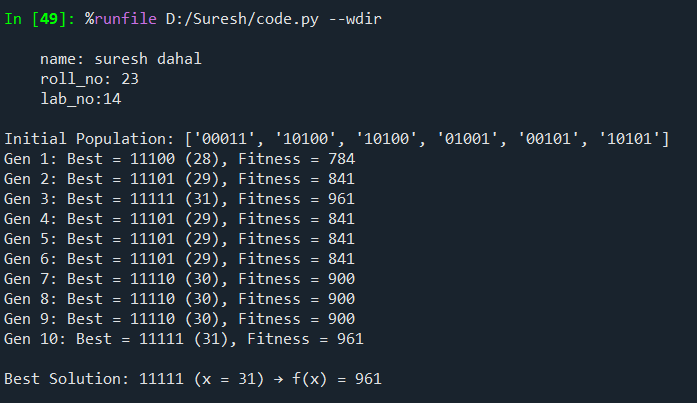 In [49]: %runfile D:/Suresh/code.py --wdir
name: suresh dahal
roll_no: 23
lab_no:14
Initial Population: ['00011', '10100', '10100', '01001', '00101', '10101']
Gen 1: Best = 11100 (28), Fitness = 784
Gen 2: Best = 11101 (29), Fitness = 841
Gen 3: Best = 11111 (31), Fitness = 961
Gen 4: Best = 11101 (29), Fitness = 841
Gen 5: Best = 11101 (29), Fitness = 841
Gen 6: Best = 11101 (29), Fitness = 841
Gen 7: Best = 11110 (30), Fitness = 900
Gen 8: Best = 11110 (30), Fitness = 900
Gen 9: Best = 11110 (30), Fitness = 900
Gen 10: Best = 11111 (31), Fitness = 961
Best Solution: 11111 (x = 31) → f(x) = 961